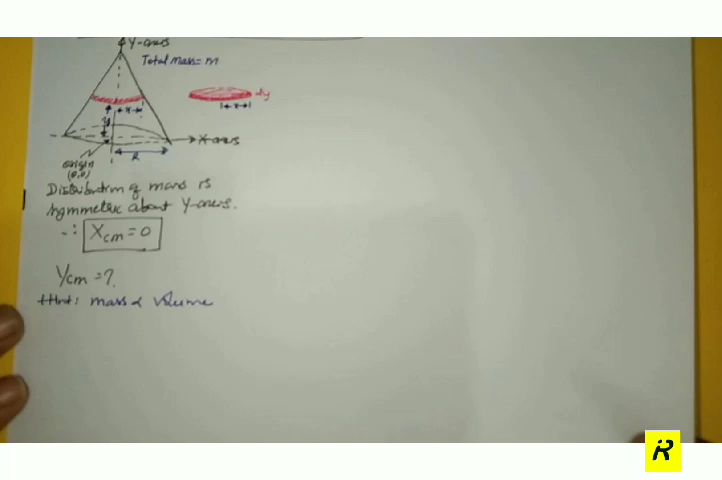 Y-axis
Total Mass = m
dy
x
x
y
X-axis
R
origin
(0,0)
Distribution of mass is
symmetric about Y-axis.
∴ Xcm = 0
Ycm = ?
Hint: mass α volume
R